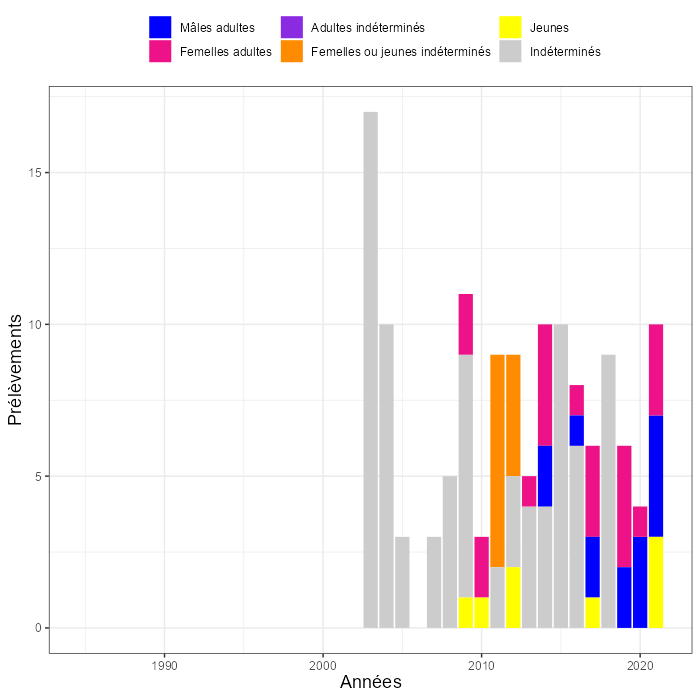 Mâles adultes Adultes indéterminés Jeunes
Femelles adultes Femelles ou jeunes indéterminés Indéterminés
Prélèvements
15
10
5
0
1990 2000 2010 2020
Années